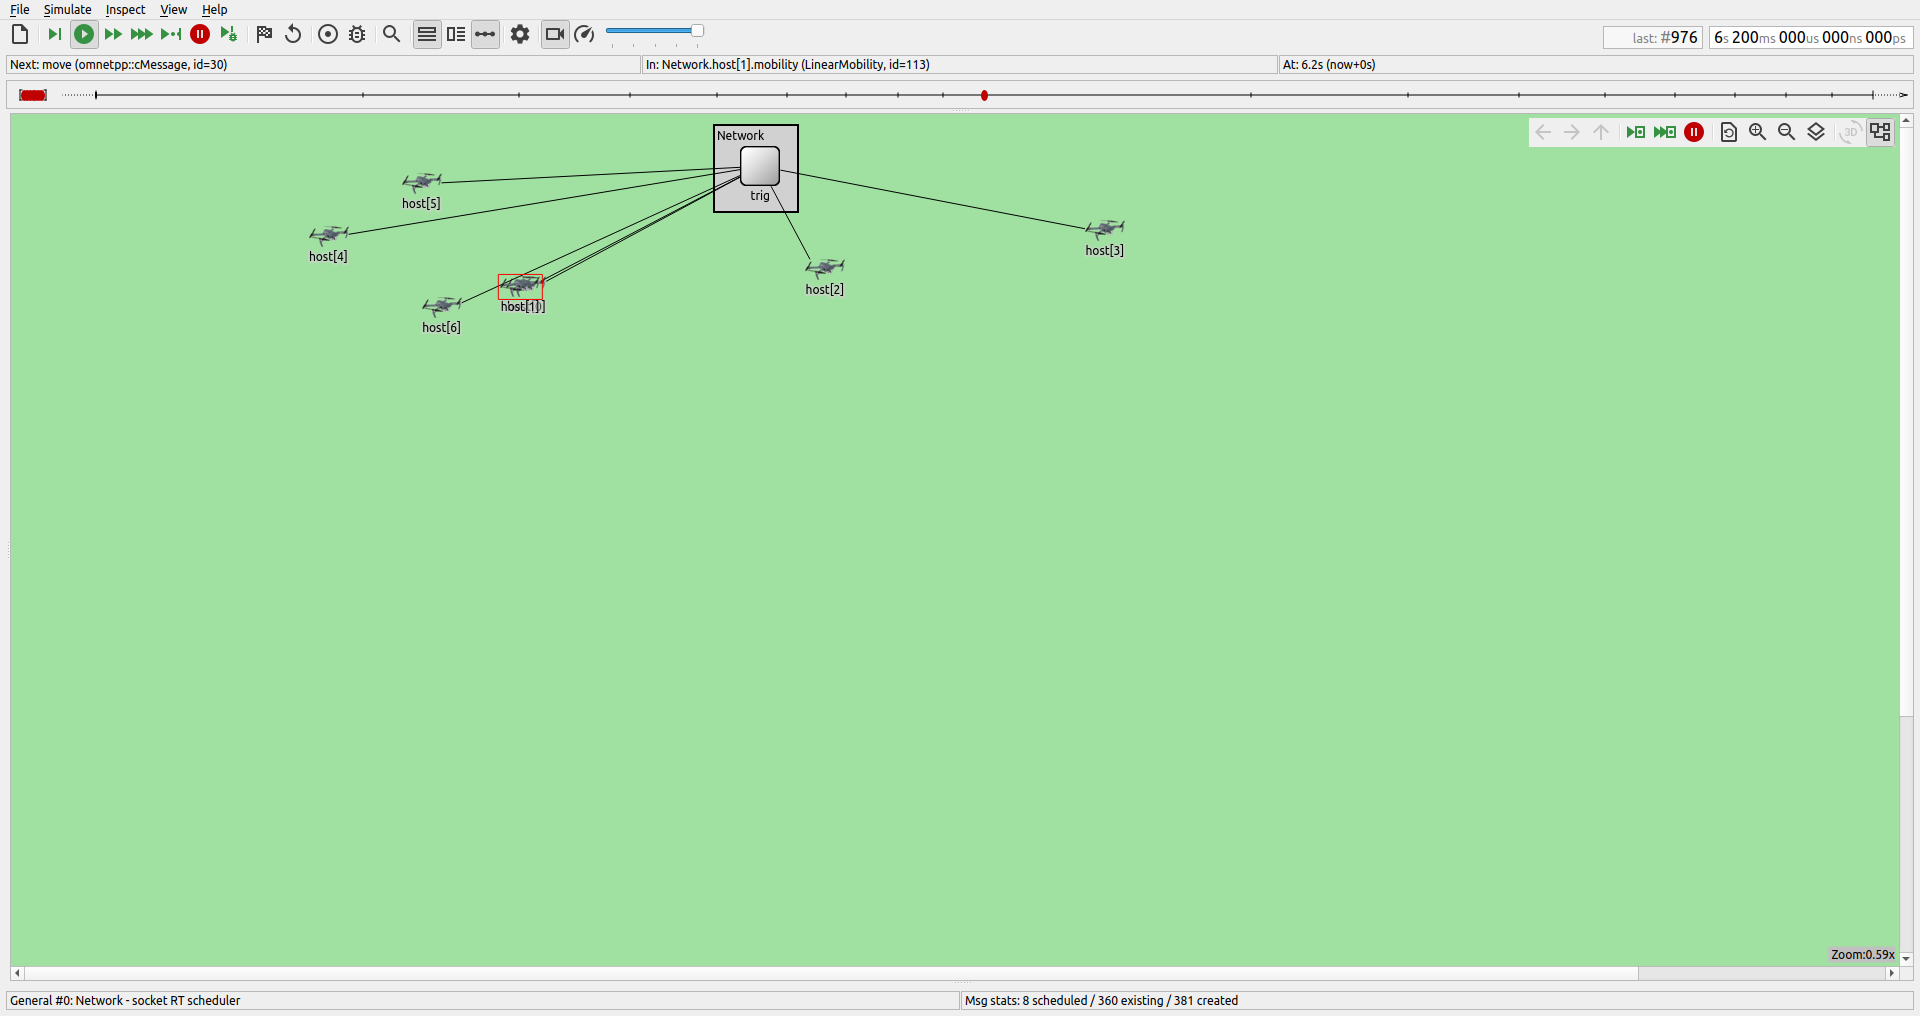 File Simulate Inspect View Help
last: #976 6s 200ms 000us 000ns 000ps
Next: move (omnetpp::cMessage, id=30) In: Network.host[1].mobility (LinearMobility, id=113) At: 6.2s (now+0s)
Network
3D
trig
host[5]
host[3]
host[4]
host[2]
host[1]
host[6]
Zoom:0.59x
General #0: Network - socket RT scheduler Msg stats: 8 scheduled / 360 existing / 381 created